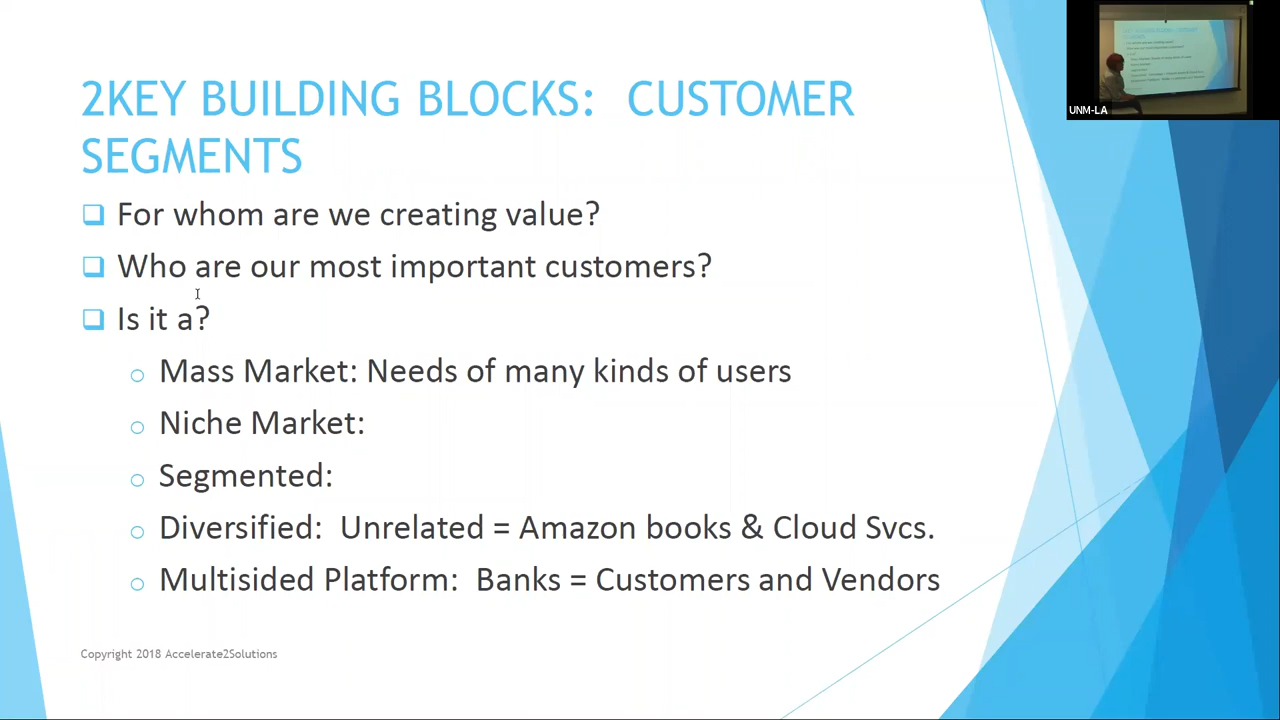 2KEY BUILDING BLOCKS: CUSTOMER
SEGMENTS
For whom are we creating value?
Who are our most important customers?
Is it a?
Mass Market: Needs of many kinds of users
Niche Market:
Segmented:
Diversified: Unrelated = Amazon books & Cloud Svcs.
Multisided Platform: Banks = Customers and Vendors
Copyright 2018 Accelerate2Solutions
UNM-LA